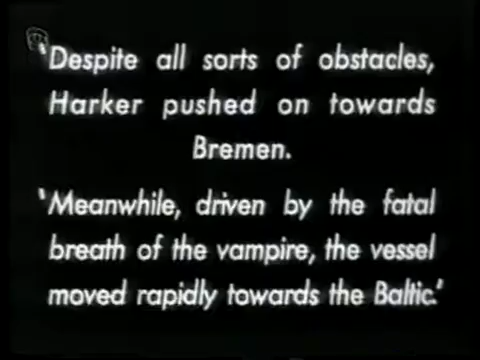 'Despite all sorts of obstacles,
Harker pushed on towards
Bremen.
'Meanwhile, driven by the fatal
breath of the vampire, the vessel
moved rapidly towards the Baltic.'